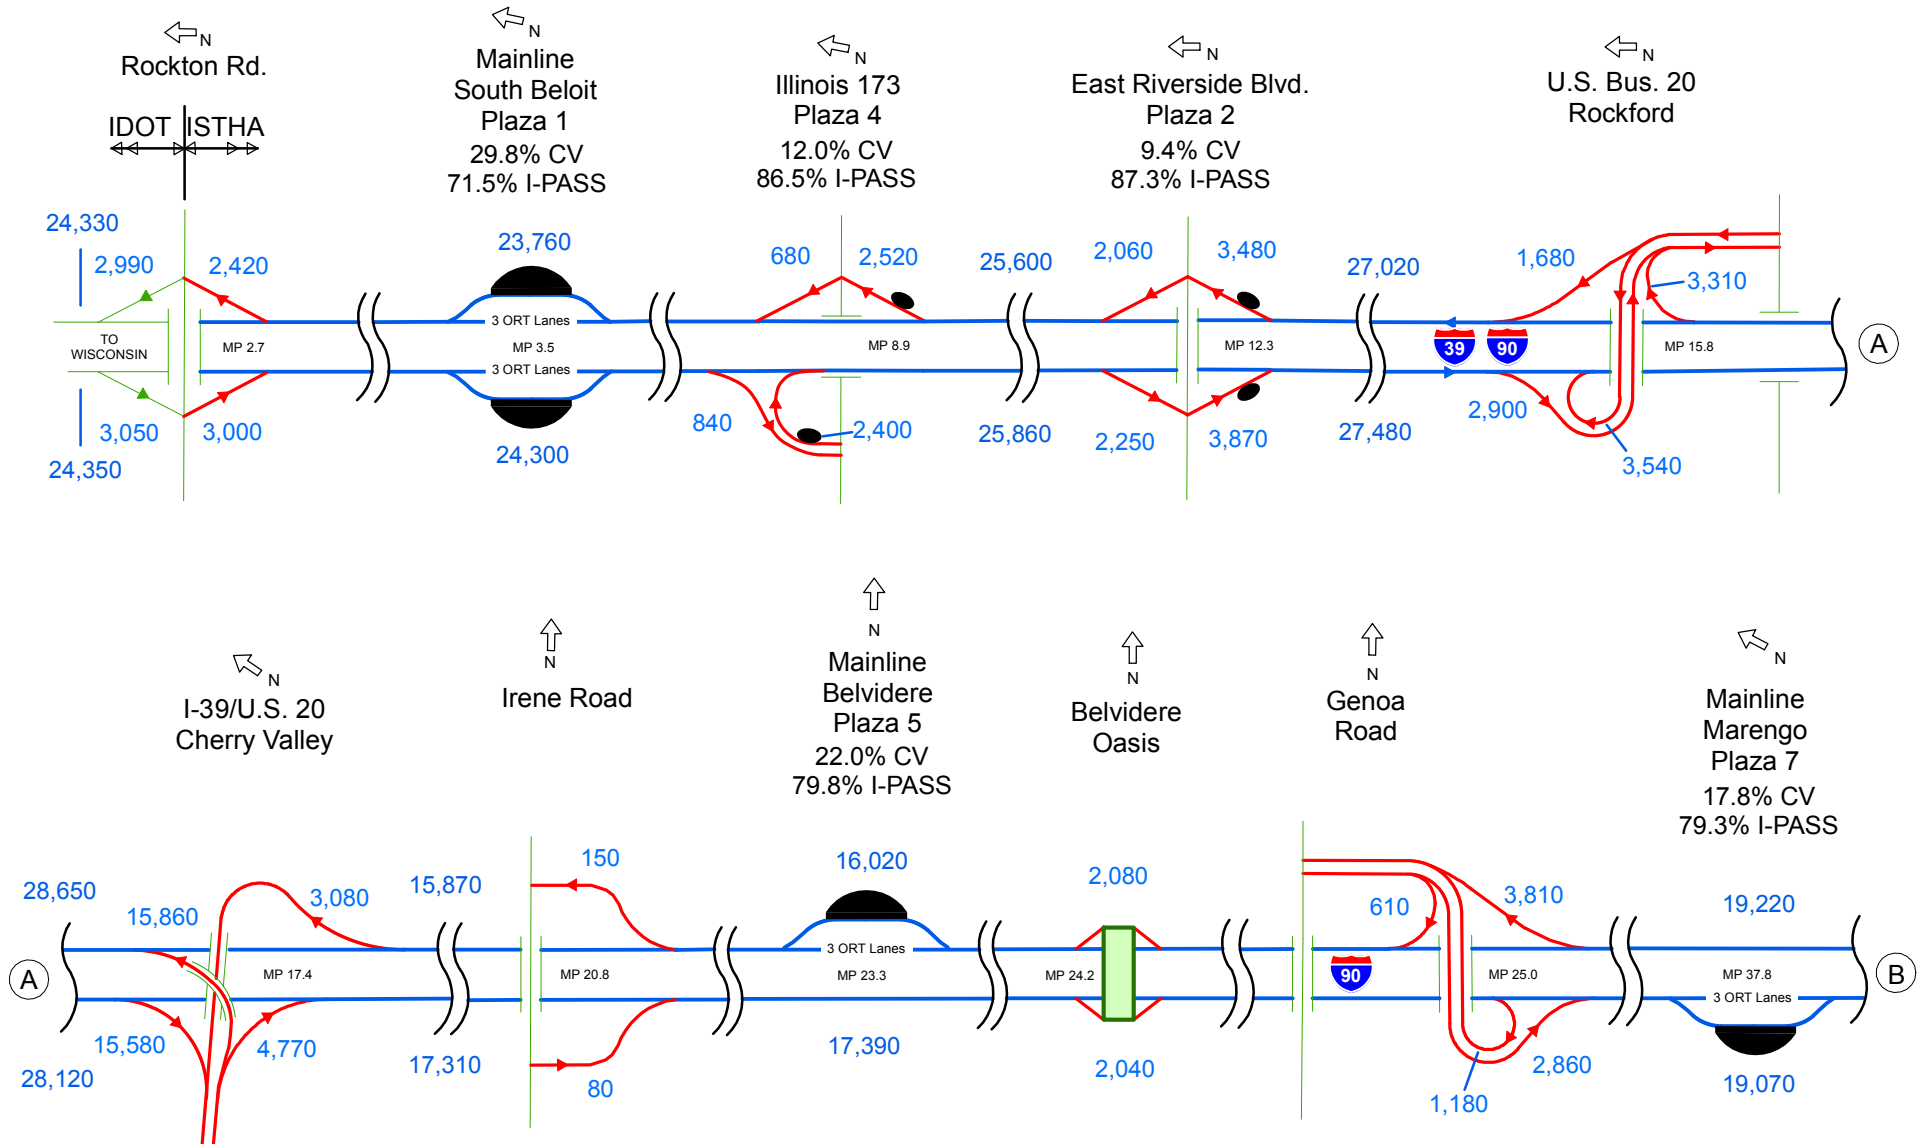 N
Rockton Rd.
IDOT ISTHA
N
Mainline
South Beloit
Plaza 1
29.8% CV
71.5% I-PASS
N
Illinois 173
Plaza 4
12.0% CV
86.5% I-PASS
N
East Riverside Blvd.
Plaza 2
9.4% CV
87.3% I-PASS
N
U.S. Bus. 20
Rockford
24,330
2,990 2,420
23,760
680 2,520
25,600
2,060 3,480
27,020
1,680
3,310
TO
WISCONSIN
MP 2.7
3 ORT Lanes
MP 3.5
3 ORT Lanes
MP 8.9
MP 12.3
39 90
MP 15.8
A
3,050 3,000
24,350
24,300
840
2,400
25,860
2,250 3,870
27,480
2,900
3,540
N
I-39/U.S. 20
Cherry Valley
N
Irene Road
N
Mainline
Belvidere
Plaza 5
22.0% CV
79.8% I-PASS
N
Belvidere
Oasis
N
Genoa
Road
N
Mainline
Marengo
Plaza 7
17.8% CV
79.3% I-PASS
28,650
15,860
3,080
15,870
150
16,020
2,080
610
3,810
19,220
A
MP 17.4
MP 20.8
3 ORT Lanes
MP 23.3
MP 24.2
90
MP 25.0
MP 37.8
3 ORT Lanes
B
15,580
28,120
4,770
17,310
80
17,390
2,040
1,180
2,860
19,070